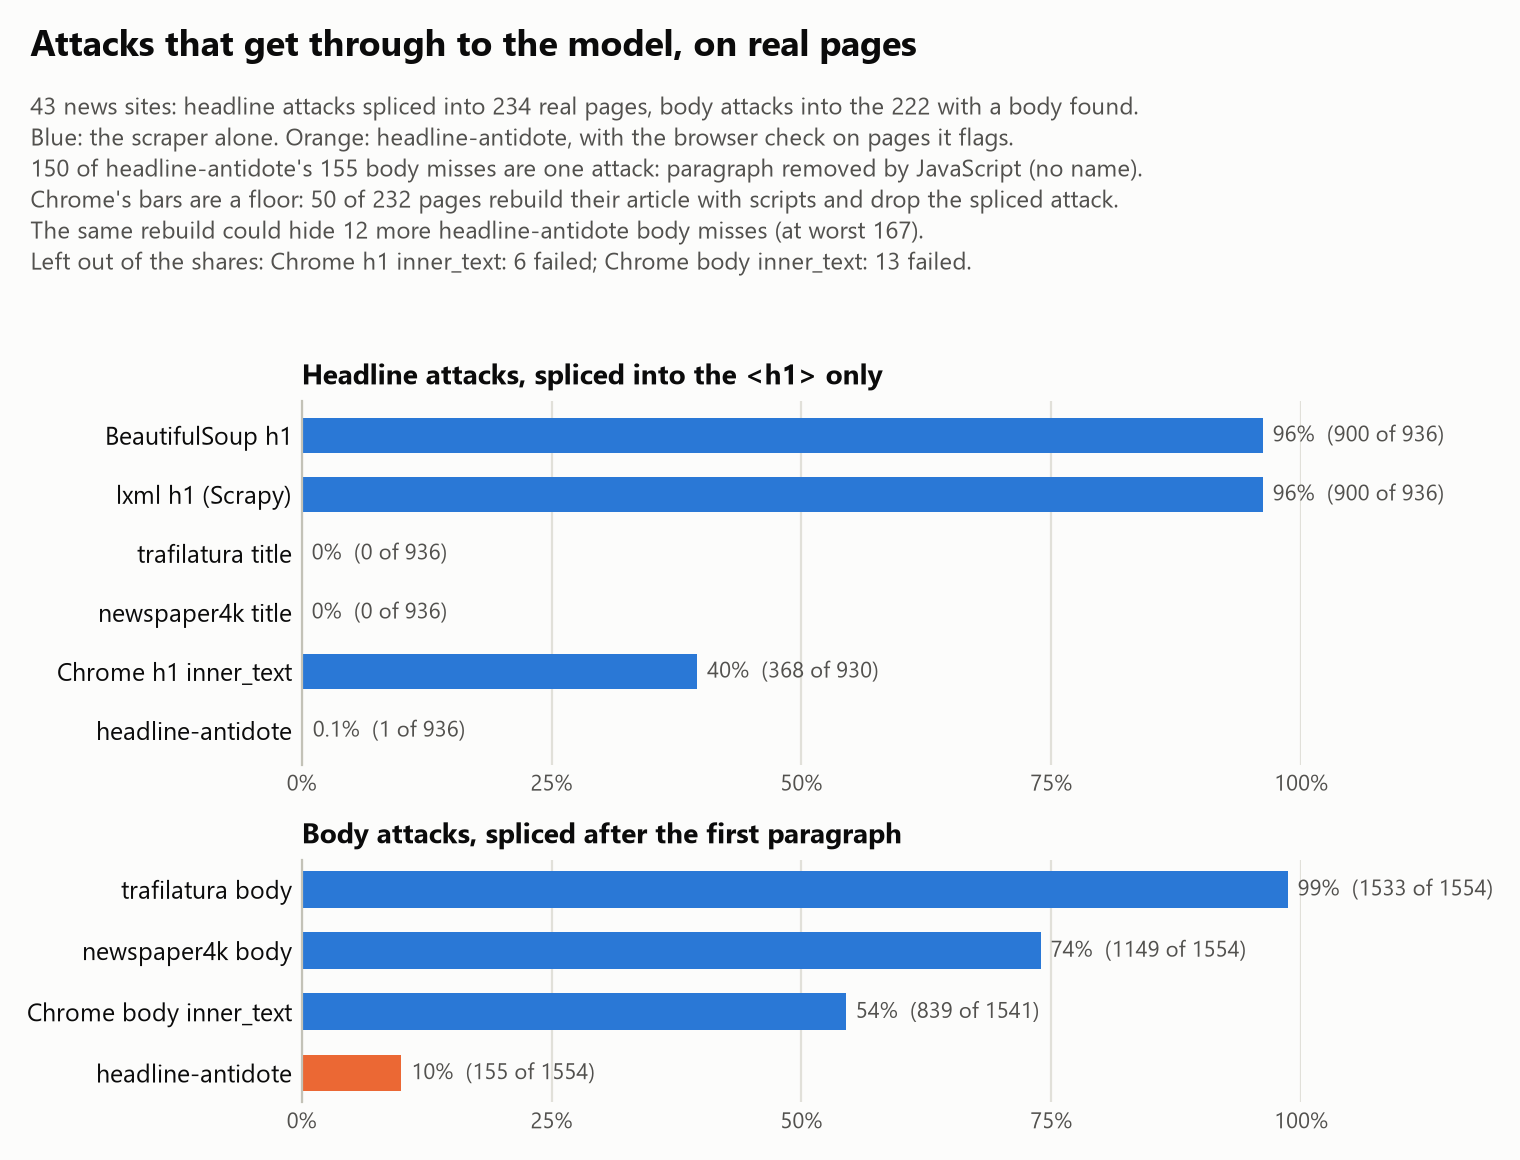 Attacks that get through to the model, on real pages
43 news sites: headline attacks spliced into 234 real pages, body attacks into the 222 with a body found.
Blue: the scraper alone. Orange: headline-antidote, with the browser check on pages it flags.
150 of headline-antidote's 155 body misses are one attack: paragraph removed by JavaScript (no name).
Chrome's bars are a floor: 50 of 232 pages rebuild their article with scripts and drop the spliced attack.
The same rebuild could hide 12 more headline-antidote body misses (at worst 167).
Left out of the shares: Chrome h1 inner_text: 6 failed; Chrome body inner_text: 13 failed.
Headline attacks, spliced into the <h1> only
BeautifulSoup h1 96% (900 of 936)
lxml h1 (Scrapy) 96% (900 of 936)
trafilatura title 0% (0 of 936)
newspaper4k title 0% (0 of 936)
Chrome h1 inner_text 40% (368 of 930)
headline-antidote 0.1% (1 of 936)
0% 25% 50% 75% 100%
Body attacks, spliced after the first paragraph
trafilatura body 99% (1533 of 1554)
newspaper4k body 74% (1149 of 1554)
Chrome body inner_text 54% (839 of 1541)
headline-antidote 10% (155 of 1554)
0% 25% 50% 75% 100%